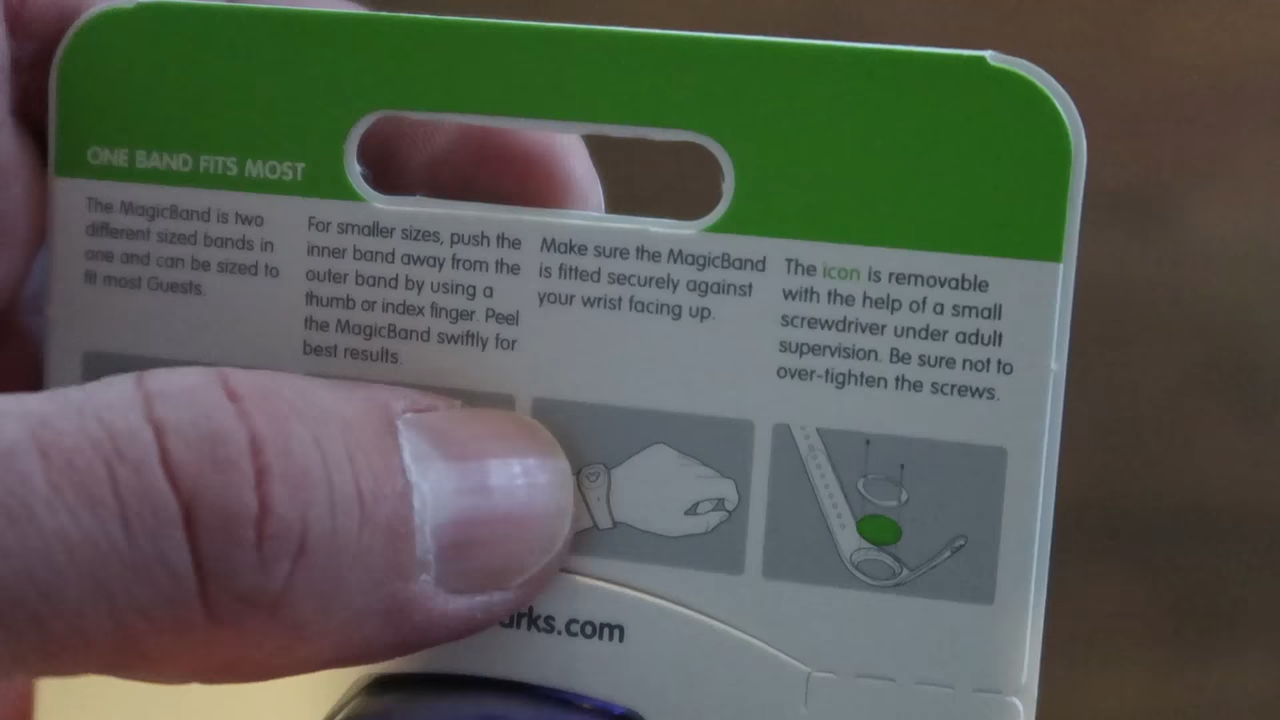 ONE BAND FITS MOST
The MagicBand is two
different sized bands in
one and can be sized to
fit most Guests.
For smaller sizes, push the
inner band away from the
outer band by using a
thumb or index finger. Peel
the MagicBand swiftly for
best results.
Make sure the MagicBand
is fitted securely against
your wrist facing up.
The icon is removable
with the help of a small
screwdriver under adult
supervision. Be sure not to
over-tighten the screws.
arks.com